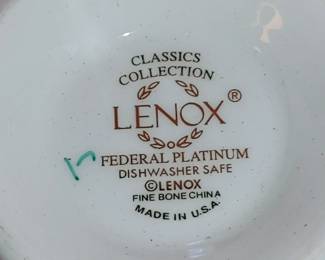 CLASSICS
COLLECTION
LENOX®
FEDERAL PLATINUM
DISHWASHER SAFE
©LENOX
FINE BONE CHINA
MADE IN U.S.A.